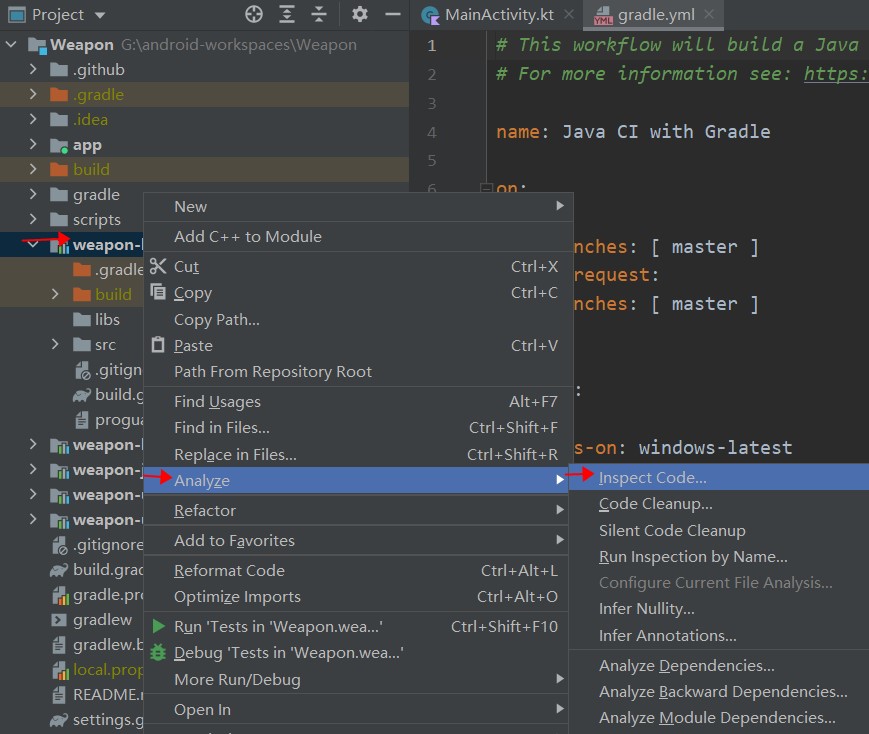 Project
MainActivity.kt
gradle.yml
Weapon G:\android-workspaces\Weapon
.github
.gradle
.idea
app
build
gradle
scripts
weapon-
.gradle
build
libs
src
.gitign
build.g
progua
weapon-
weapon-
weapon-
weapon-
.gitignore
build.grad
gradle.pro
gradlew
gradlew.b
local.prop
README.
settings.g
1 # This workflow will build a Java
2 # For more information see: https:
3
4 name: Java CI with Gradle
5
6 on:
nches: [ master ]
request:
nches: [ master ]
:
s-on: windows-latest
New
Add C++ to Module
Cut Ctrl+X
Copy Ctrl+C
Copy Path...
Paste Ctrl+V
Path From Repository Root
Find Usages Alt+F7
Find in Files... Ctrl+Shift+F
Replace in Files... Ctrl+Shift+R
Analyze
Refactor
Add to Favorites
Reformat Code Ctrl+Alt+L
Optimize Imports Ctrl+Alt+O
Run 'Tests in 'Weapon.wea...' Ctrl+Shift+F10
Debug 'Tests in 'Weapon.wea...'
More Run/Debug
Open In
Inspect Code...
Code Cleanup...
Silent Code Cleanup
Run Inspection by Name...
Configure Current File Analysis...
Infer Nullity...
Infer Annotations...
Analyze Dependencies...
Analyze Backward Dependencies...
Analyze Module Dependencies...